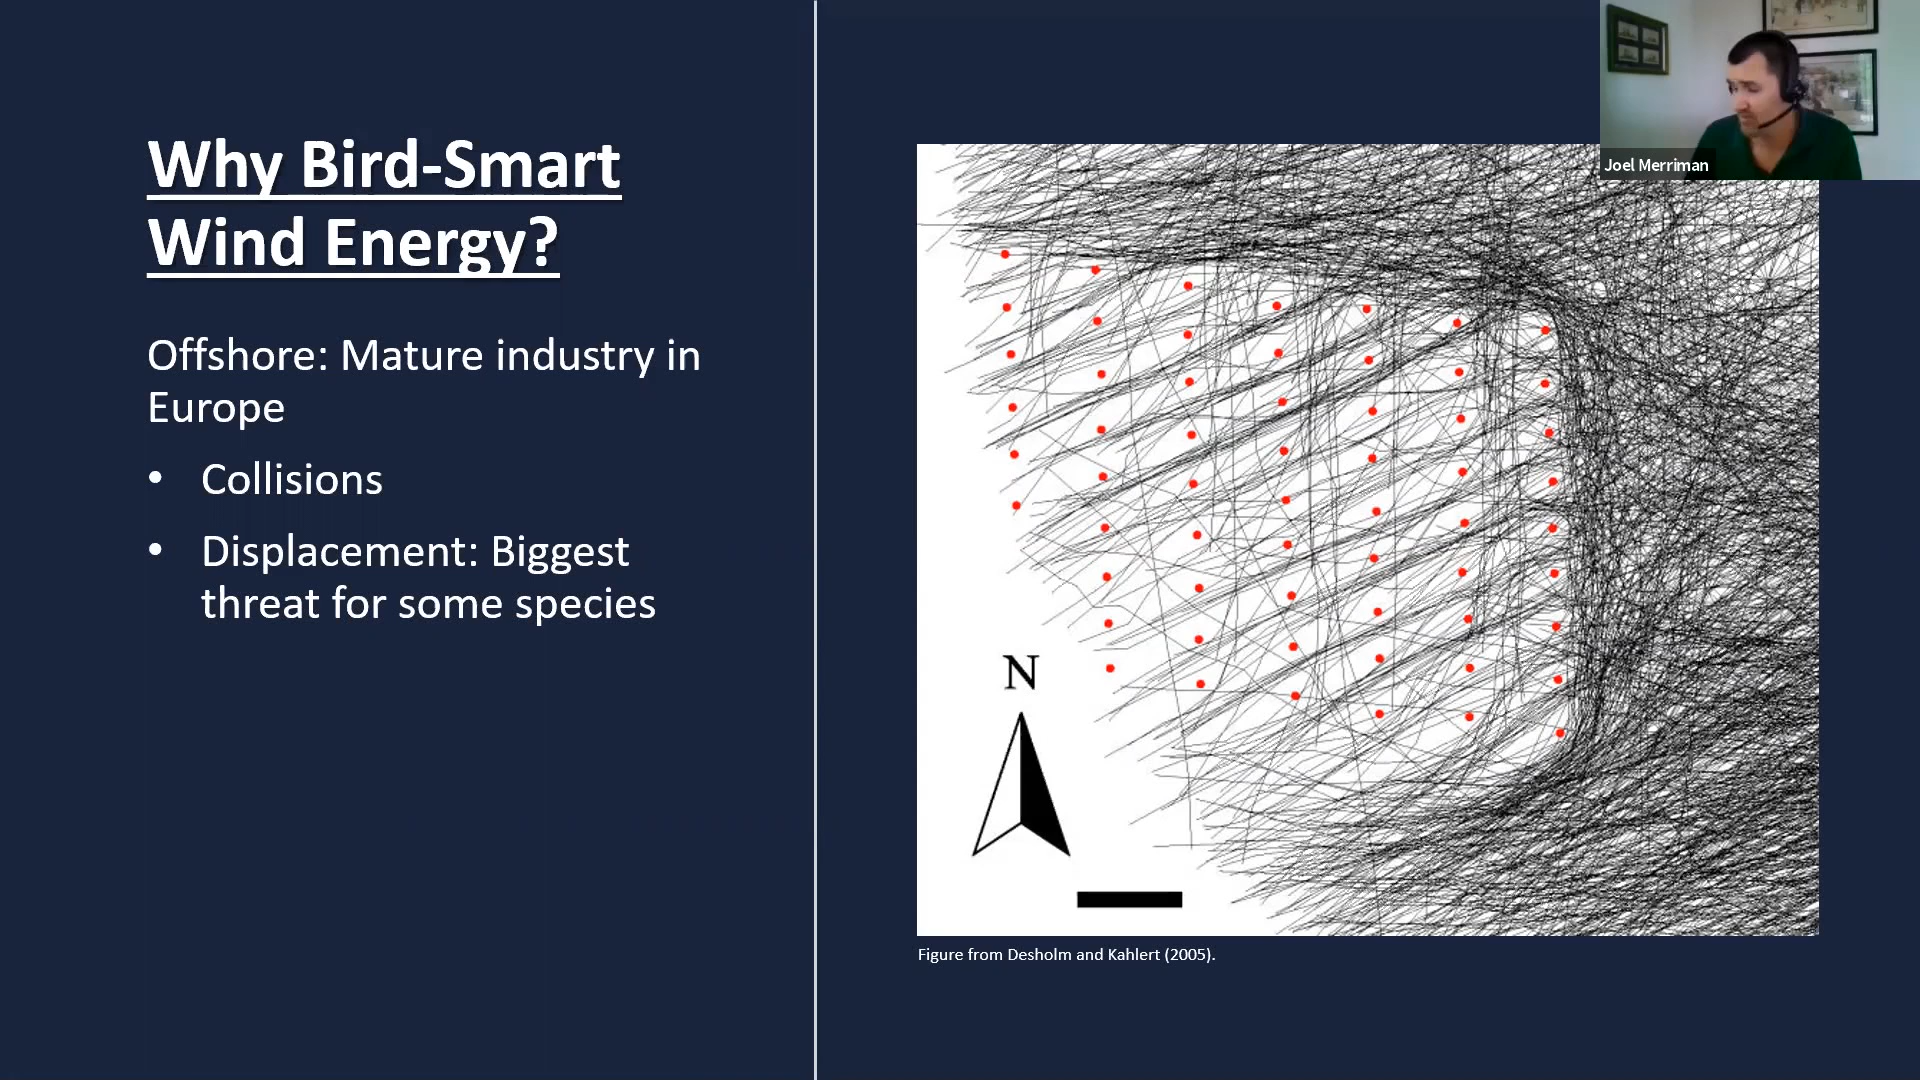 Why Bird-Smart
Wind Energy?
Offshore: Mature industry in
Europe
• Collisions
• Displacement: Biggest
threat for some species
Joel Merriman
N
Figure from Desholm and Kahlert (2005).